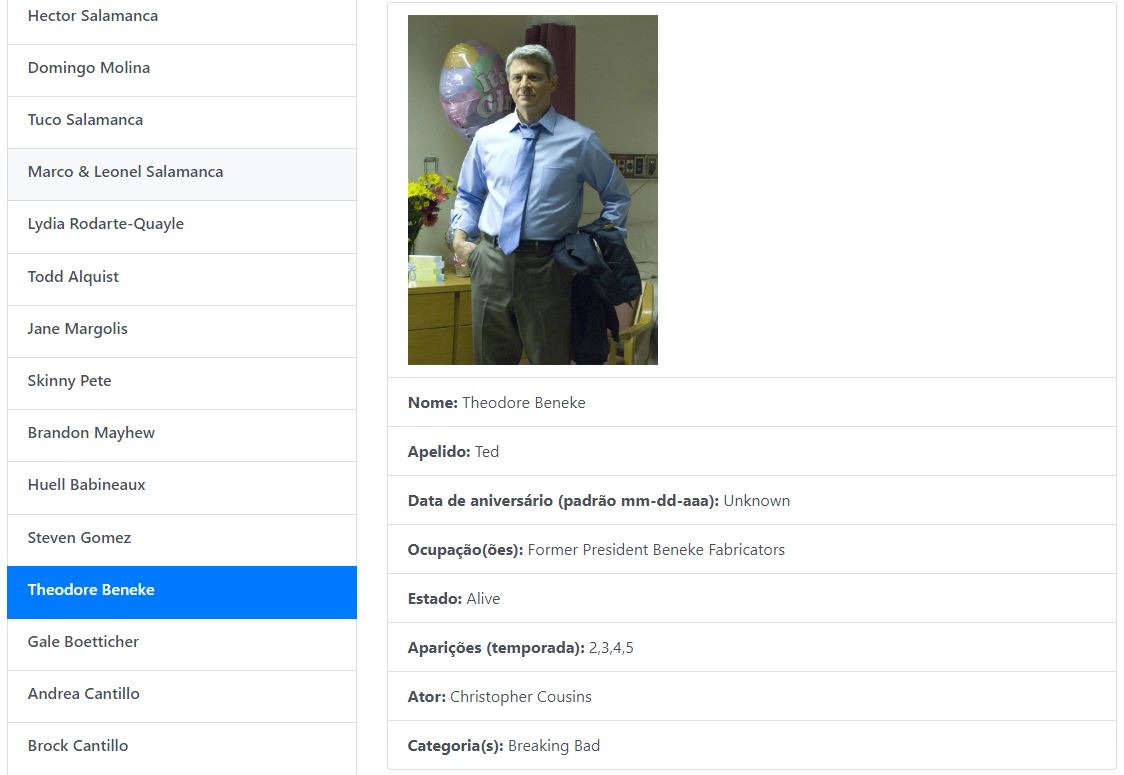 Hector Salamanca
Domingo Molina
Tuco Salamanca
Marco & Leonel Salamanca
Lydia Rodarte-Quayle
Todd Alquist
Jane Margolis
Skinny Pete
Brandon Mayhew
Huell Babineaux
Steven Gomez
Theodore Beneke
Gale Boetticher
Andrea Cantillo
Brock Cantillo
It's
Nome: Theodore Beneke
Apelido: Ted
Data de aniversário (padrão mm-dd-aaa): Unknown
Ocupação(ões): Former President Beneke Fabricators
Estado: Alive
Aparições (temporada): 2,3,4,5
Ator: Christopher Cousins
Categoria(s): Breaking Bad